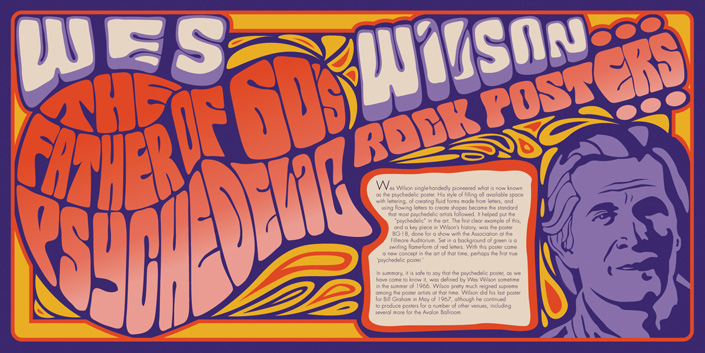 WES WILSON
THE
FATHER OF 60'S
PSYCHEDELIC
ROCK POSTERS
Wes Wilson single-handedly pioneered what is now known
as the psychedelic poster. His style of filling all available space
with lettering, of creating fluid forms made from letters, and
using flowing letters to create shapes became the standard
that most psychedelic artists followed. It helped put the
"psychedelic" in the art. The first clear example of this,
and a key piece in Wilson's history, was the poster
BG-18, done for a show with the Association at the
Fillmore Auditorium. Set in a background of green is a
swirling flame-form of red letters. With this poster came
a new concept in the art of that time, perhaps the first true
'psychedelic poster.'
In summary, it is safe to say that the psychedelic poster, as we
have come to know it, was defined by Wes Wilson sometime
in the summer of 1966. Wilson pretty much reigned supreme
among the poster artists at that time. Wilson did his last poster
for Bill Graham in May of 1967, although he continued
to produce posters for a number of other venues, including
several more for the Avalon Ballroom.